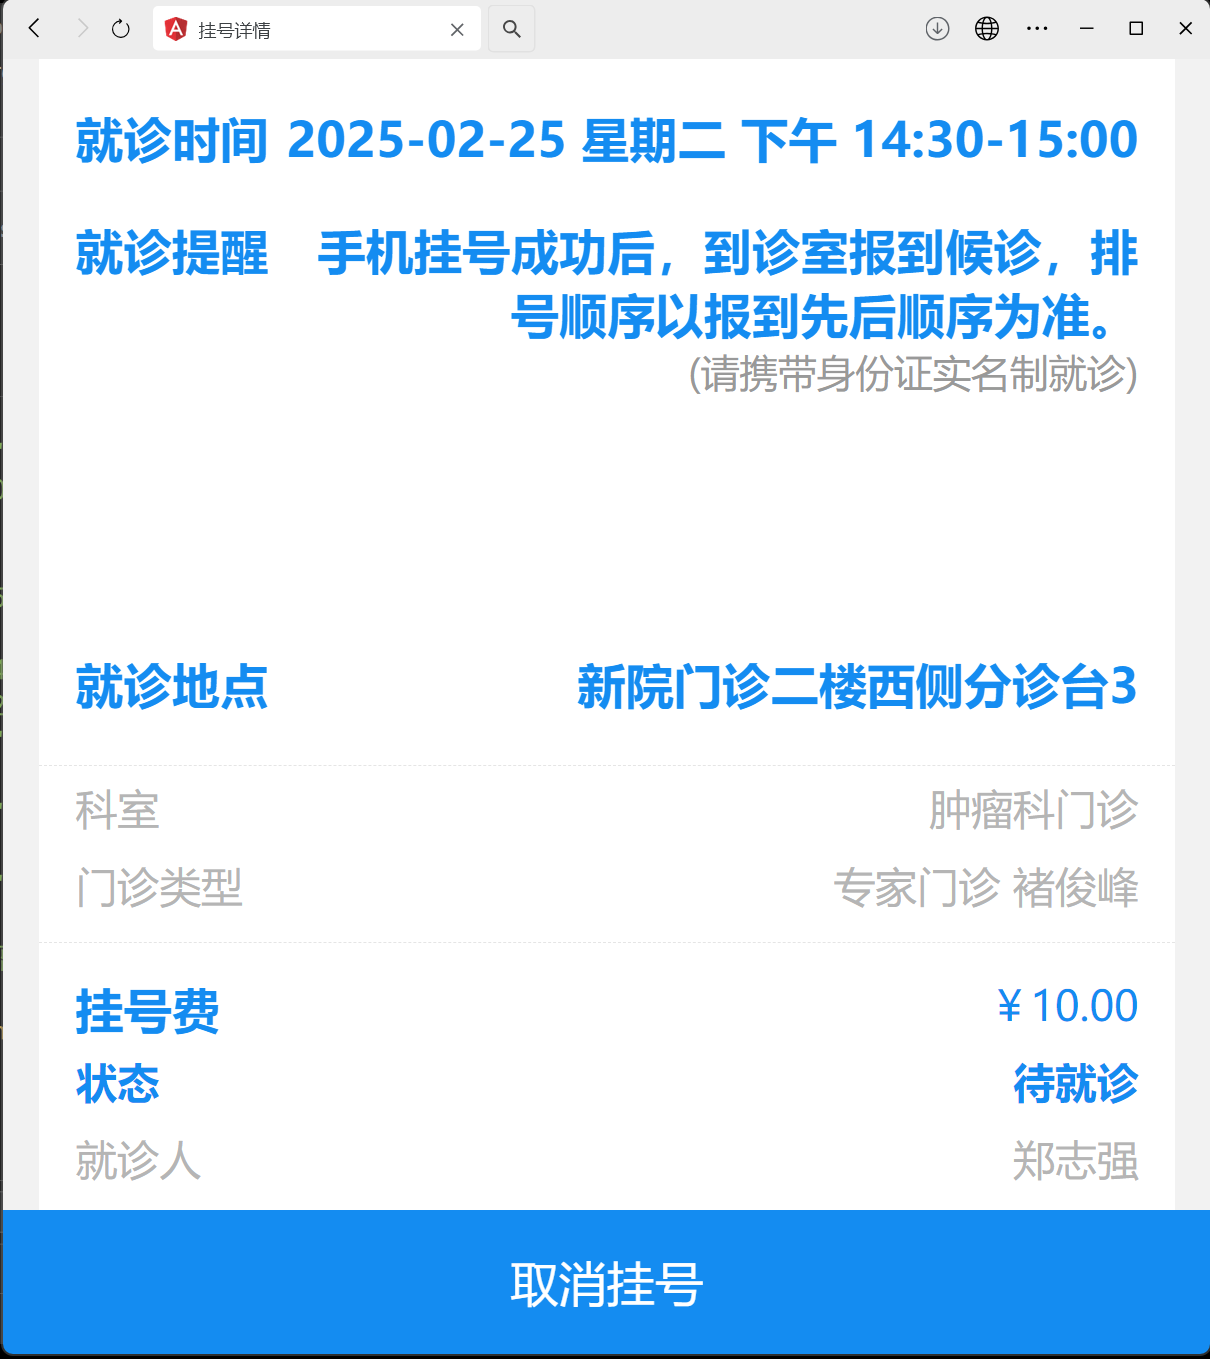 挂号详情
就诊时间 2025-02-25 星期二 下午 14:30-15:00
就诊提醒 手机挂号成功后，到诊室报到候诊，排
号顺序以报到先后顺序为准。
(请携带身份证实名制就诊)
就诊地点 新院门诊二楼西侧分诊台3
科室 肿瘤科门诊
门诊类型 专家门诊 褚俊峰
挂号费 ￥10.00
状态 待就诊
就诊人 郑志强
取消挂号